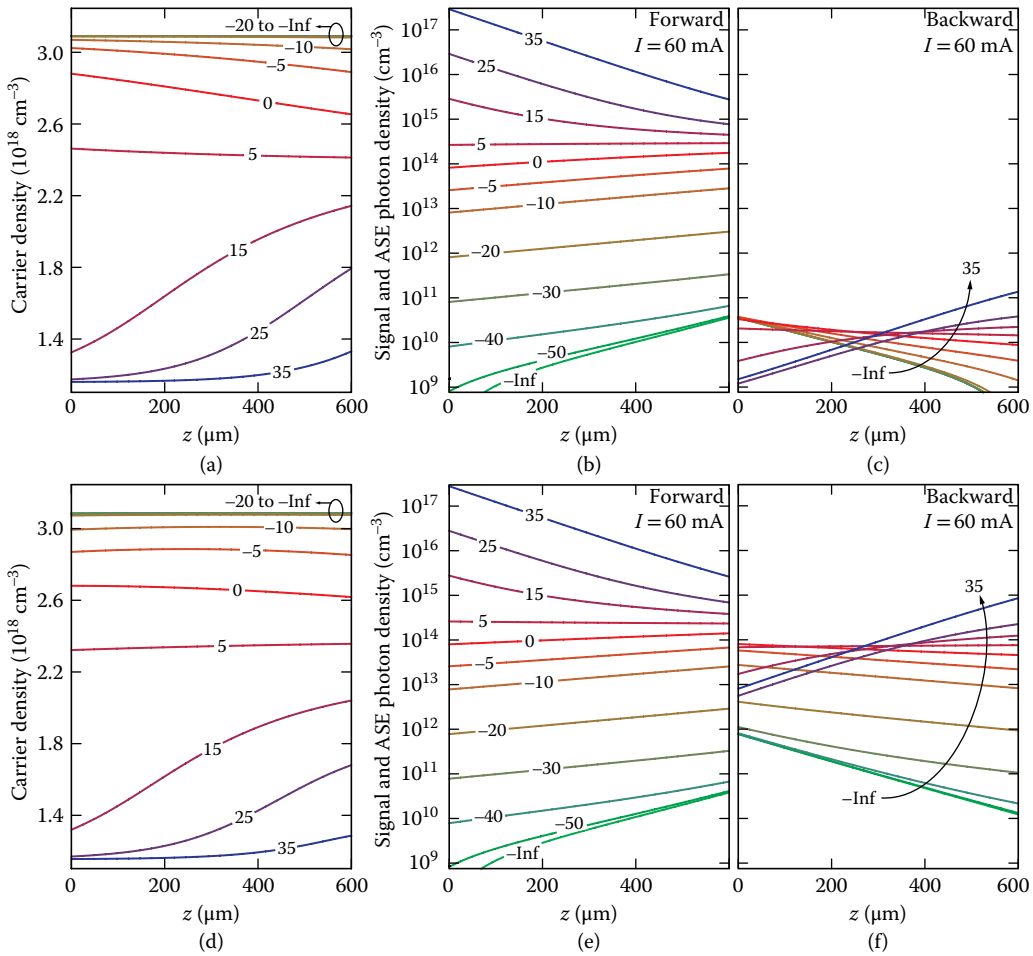 –20 to –Inf
–10
–5
0
5
15
25
35
3.0
2.6
2.2
1.8
1.4
Carrier density (10¹⁸ cm⁻³)
0 200 400 600
z (µm)
(a)
Forward
I = 60 mA
35
25
15
5
0
–5
–10
–20
–30
–40
–50
–Inf
10¹⁷
10¹⁶
10¹⁵
10¹⁴
10¹³
10¹²
10¹¹
10¹⁰
10⁹
Signal and ASE photon density (cm⁻³)
0 200 400
z (µm)
(b)
Backward
I = 60 mA
35
–Inf
0 200 400 600
z (µm)
(c)
–20 to –Inf
–10
–5
0
5
15
25
35
3.0
2.6
2.2
1.8
1.4
Carrier density (10¹⁸ cm⁻³)
0 200 400 600
z (µm)
(d)
Forward
I = 60 mA
35
25
15
5
0
–5
–10
–20
–30
–40
–50
–Inf
10¹⁷
10¹⁶
10¹⁵
10¹⁴
10¹³
10¹²
10¹¹
10¹⁰
10⁹
Signal and ASE photon density (cm⁻³)
0 200 400
z (µm)
(e)
Backward
I = 60 mA
35
–Inf
0 200 400 600
z (µm)
(f)